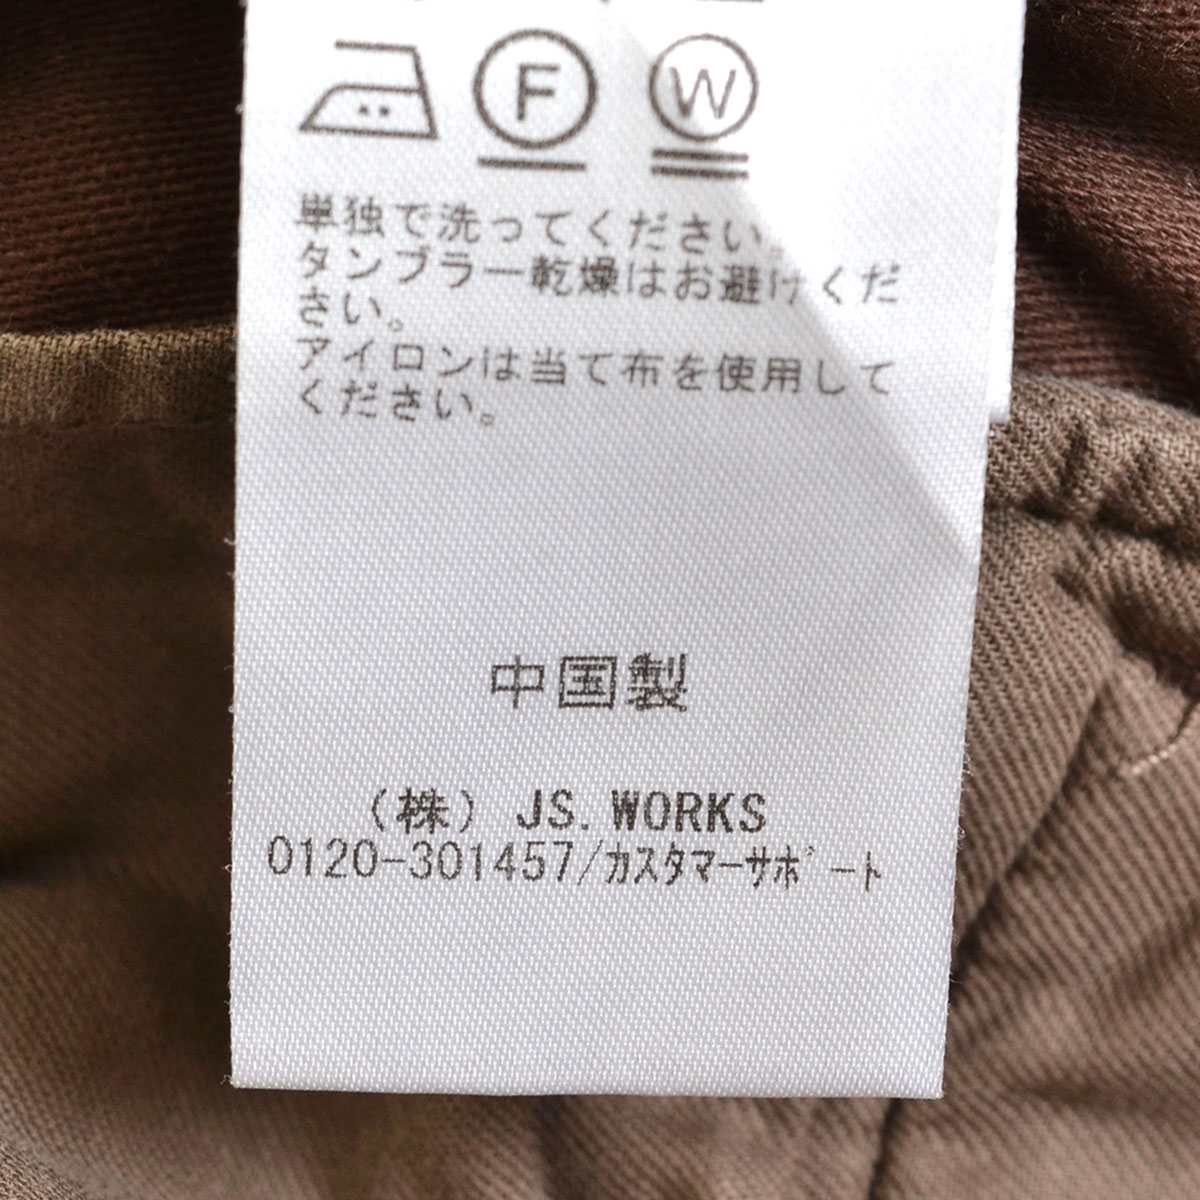 F W
単独で洗ってください。
タンブラー乾燥はお避けくだ
さい。
アイロンは当て布を使用して
ください。
中国製
（株） JS. WORKS
0120-301457/ｶｽﾀﾏｰｻﾎﾟｰﾄ